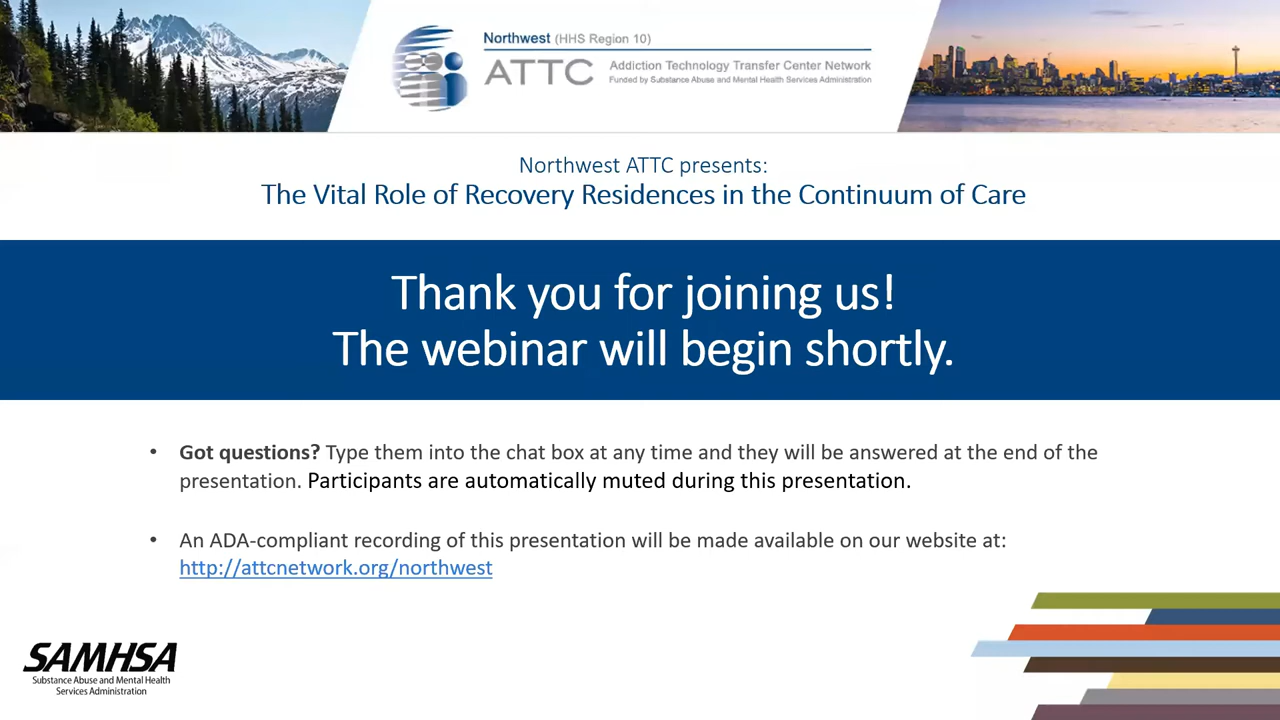 Northwest (HHS Region 10)
ATTC
Addiction Technology Transfer Center Network
Funded by Substance Abuse and Mental Health Services Administration
Northwest ATTC presents:
The Vital Role of Recovery Residences in the Continuum of Care
Thank you for joining us!
The webinar will begin shortly.
• Got questions? Type them into the chat box at any time and they will be answered at the end of the
presentation. Participants are automatically muted during this presentation.
• An ADA-compliant recording of this presentation will be made available on our website at:
http://attcnetwork.org/northwest
SAMHSA
Substance Abuse and Mental Health
Services Administration